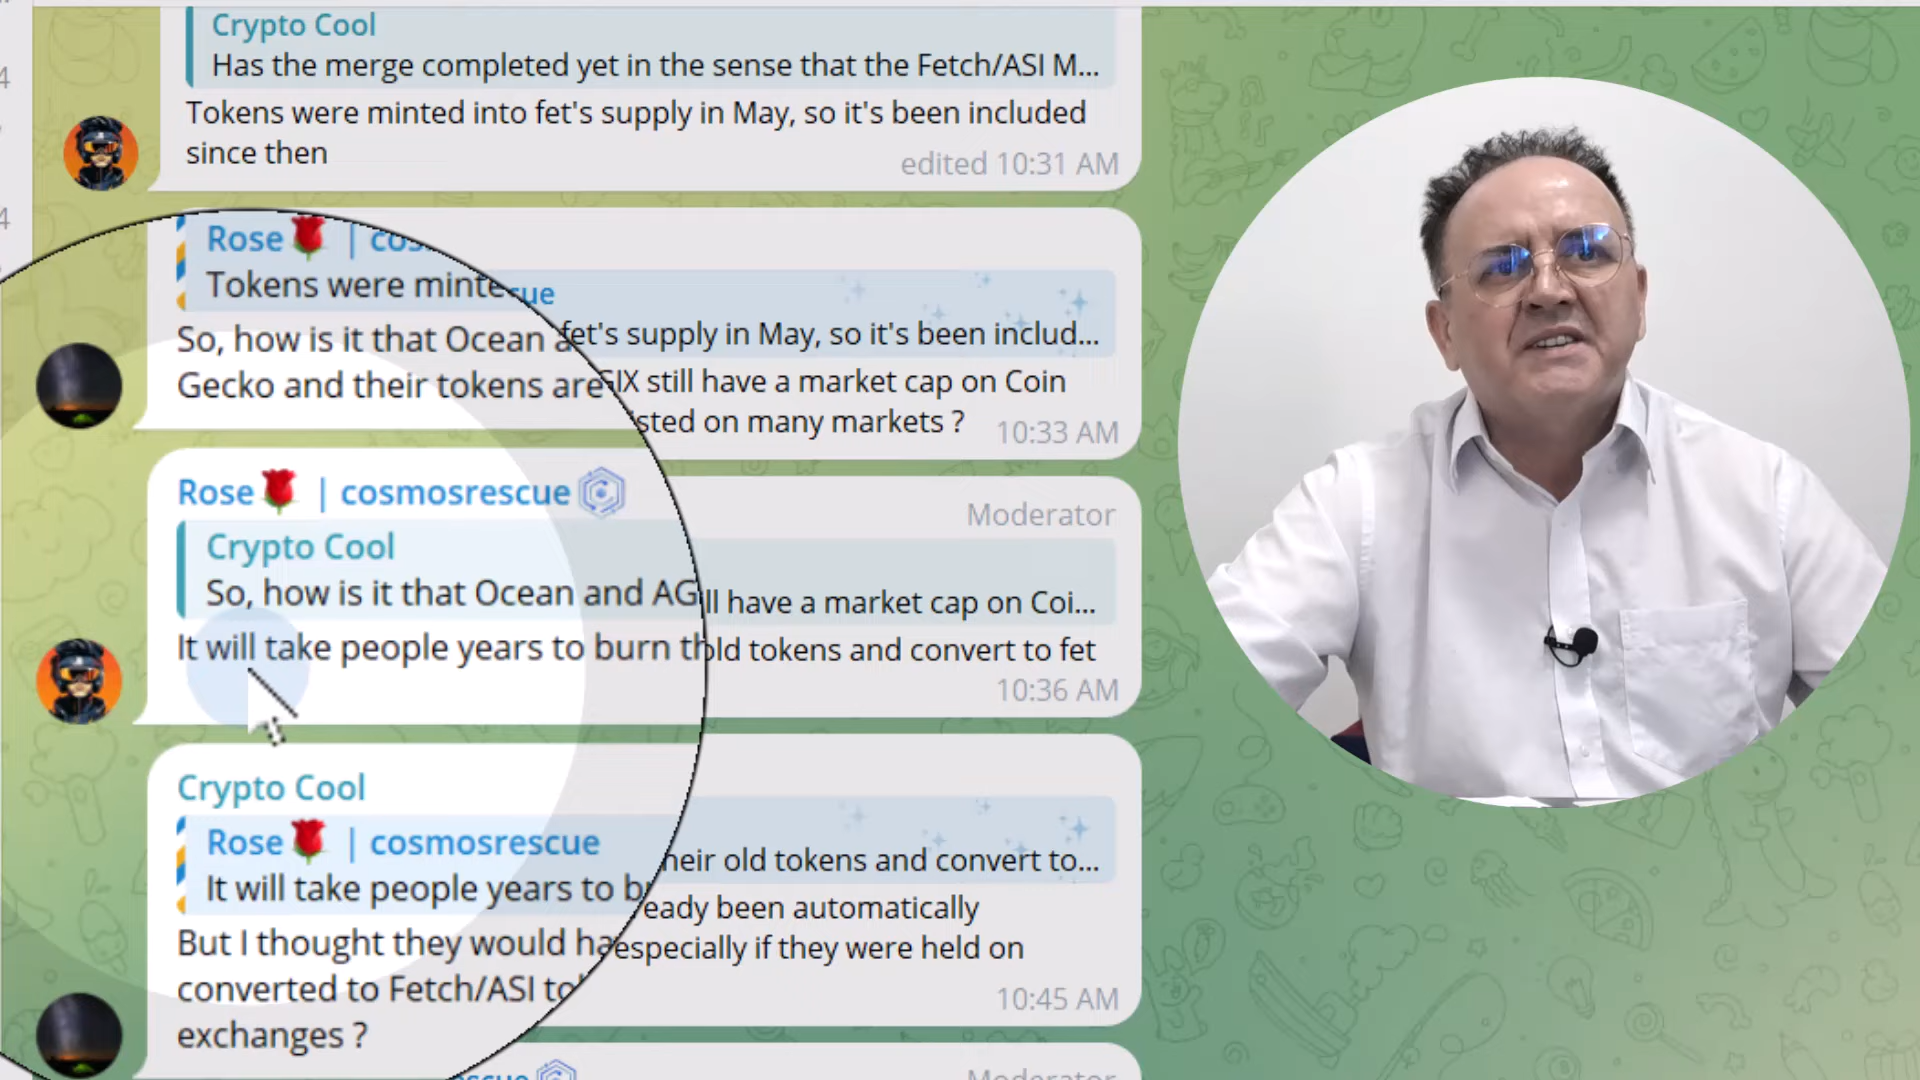 Crypto Cool
Has the merge completed yet in the sense that the Fetch/ASI M...
Tokens were minted into fet's supply in May, so it's been included
since then
edited 10:31 AM
Rose🌹 | cos
cue
Tokens were minte fet's supply in May, so it's been includ...
So, how is it that Ocean a GIX still have a market cap on Coin
Gecko and their tokens are isted on many markets ?
10:33 AM
Rose🌹 | cosmosrescue
Moderator
Crypto Cool
So, how is it that Ocean and AG ll have a market cap on Coi...
It will take people years to burn th old tokens and convert to fet
10:36 AM
Crypto Cool
Rose🌹 | cosmosrescue
It will take people years to bu heir old tokens and convert to...
But I thought they would ha eady been automatically
converted to Fetch/ASI to especially if they were held on
exchanges ?
10:45 AM
escue
Moderator